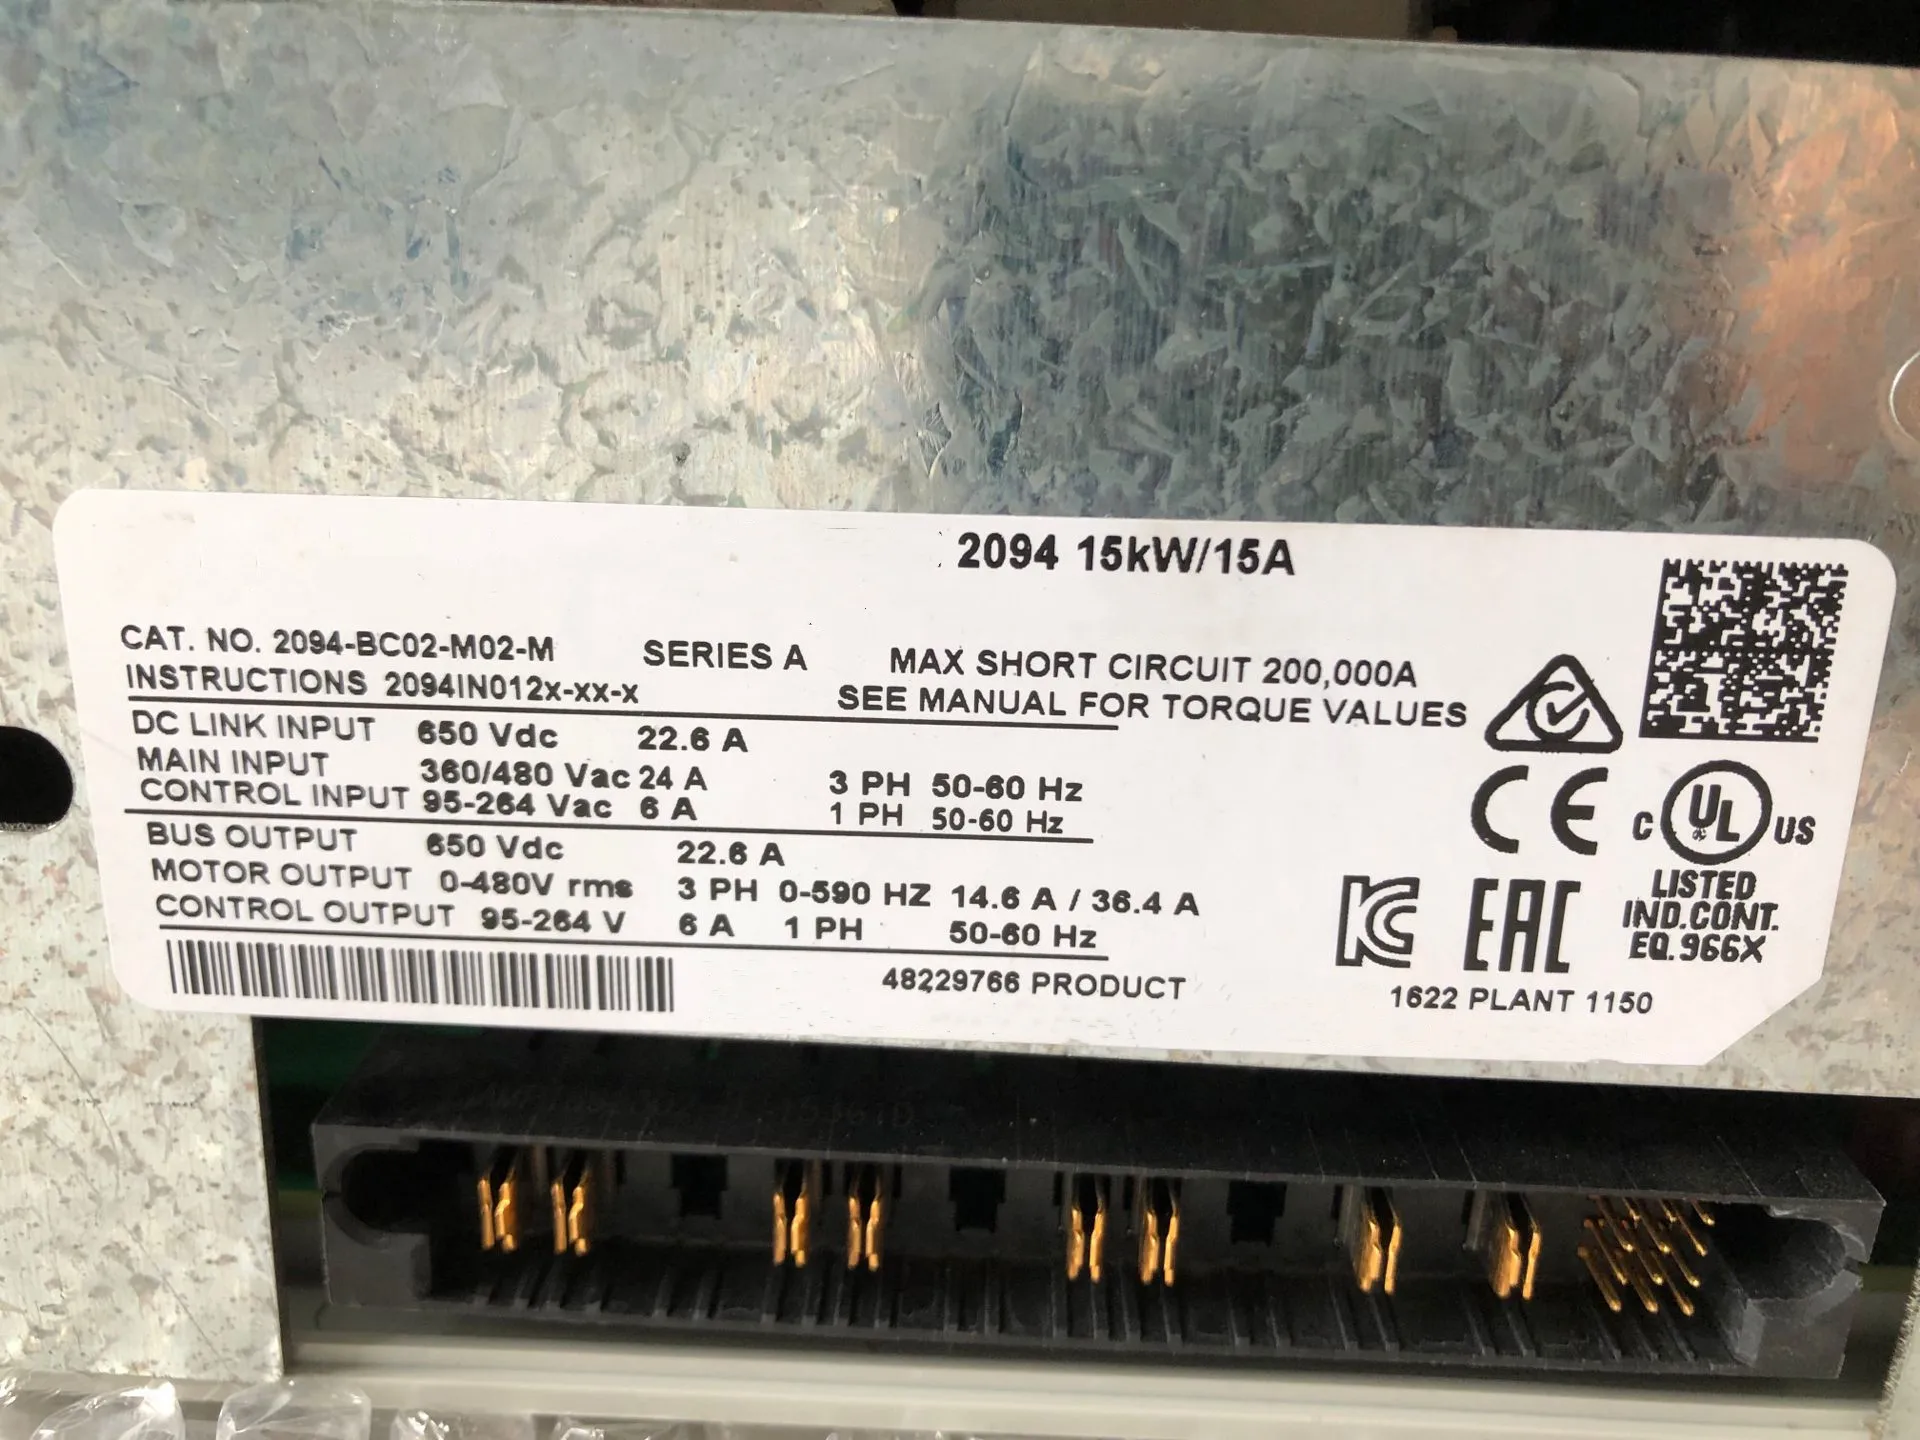 2094 15kW/15A
CAT. NO. 2094-BC02-M02-M SERIES A MAX SHORT CIRCUIT 200,000A
INSTRUCTIONS 2094IN012X-XX-X SEE MANUAL FOR TORQUE VALUES
DC LINK INPUT 650 Vdc 22.6 A
MAIN INPUT 360/480 Vac 24 A 3 PH 50-60 Hz
CONTROL INPUT 95-264 Vac 6 A 1 PH 50-60 Hz
BUS OUTPUT 650 Vdc 22.6 A
MOTOR OUTPUT 0-480V rms 3 PH 0-590 HZ 14.6 A / 36.4 A
CONTROL OUTPUT 95-264 V 6 A 1 PH 50-60 Hz
48229766 PRODUCT
CE
C UL US
LISTED
IND.CONT.
EQ.966X
KC EAC
1622 PLANT 1150